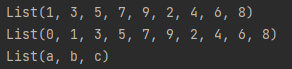 List(1, 3, 5, 7, 9, 2, 4, 6, 8)
List(0, 1, 3, 5, 7, 9, 2, 4, 6, 8)
List(a, b, c)